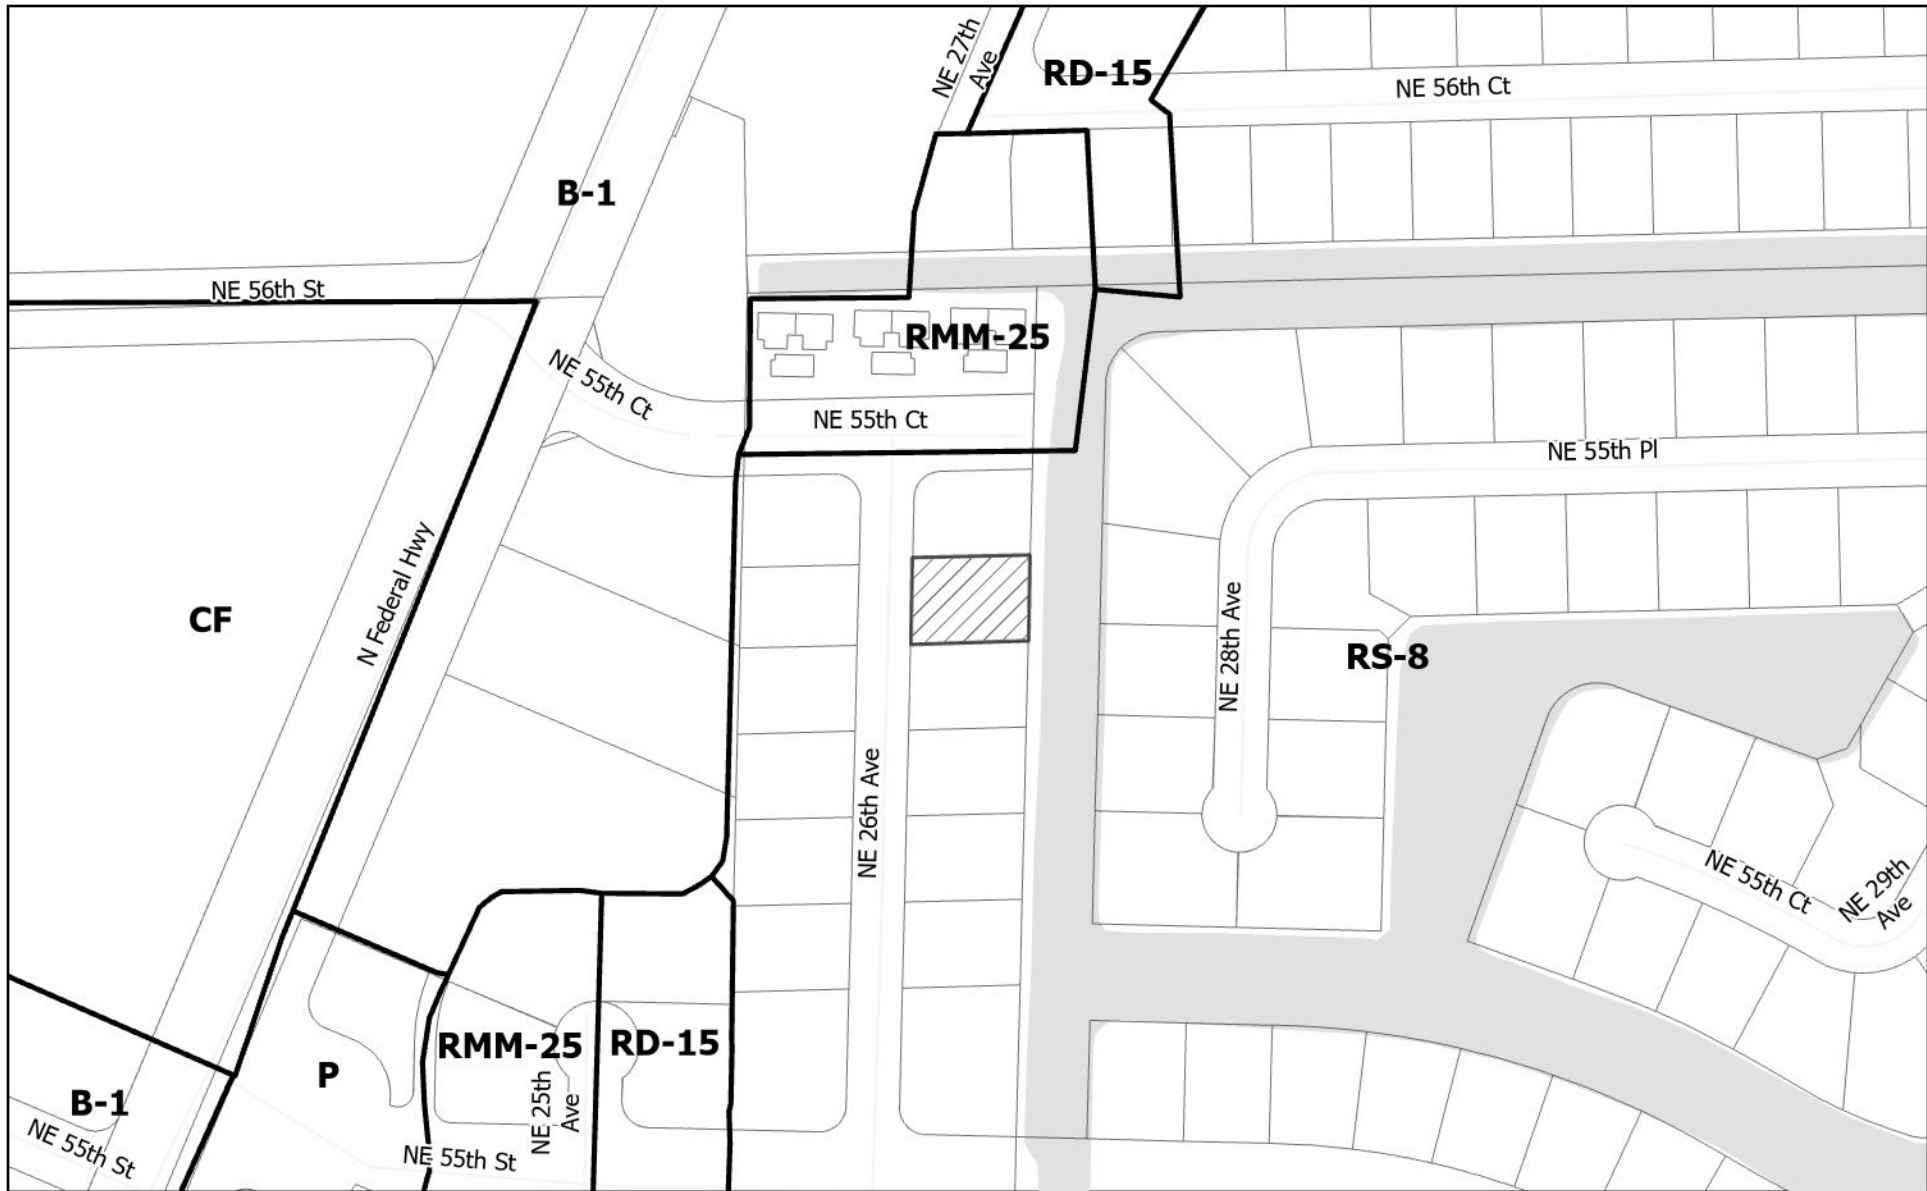 NE 27th
Ave
RD-15
NE 56th Ct
B-1
NE 56th St
RMM-25
NE 55th Ct
NE 55th Ct
NE 55th Pl
N Federal Hwy
CF
NE 28th Ave
RS-8
NE 26th Ave
NE 55th Ct
NE 29th
Ave
RMM-25
RD-15
P
B-1
NE 25th
Ave
NE 55th St
NE 55th St